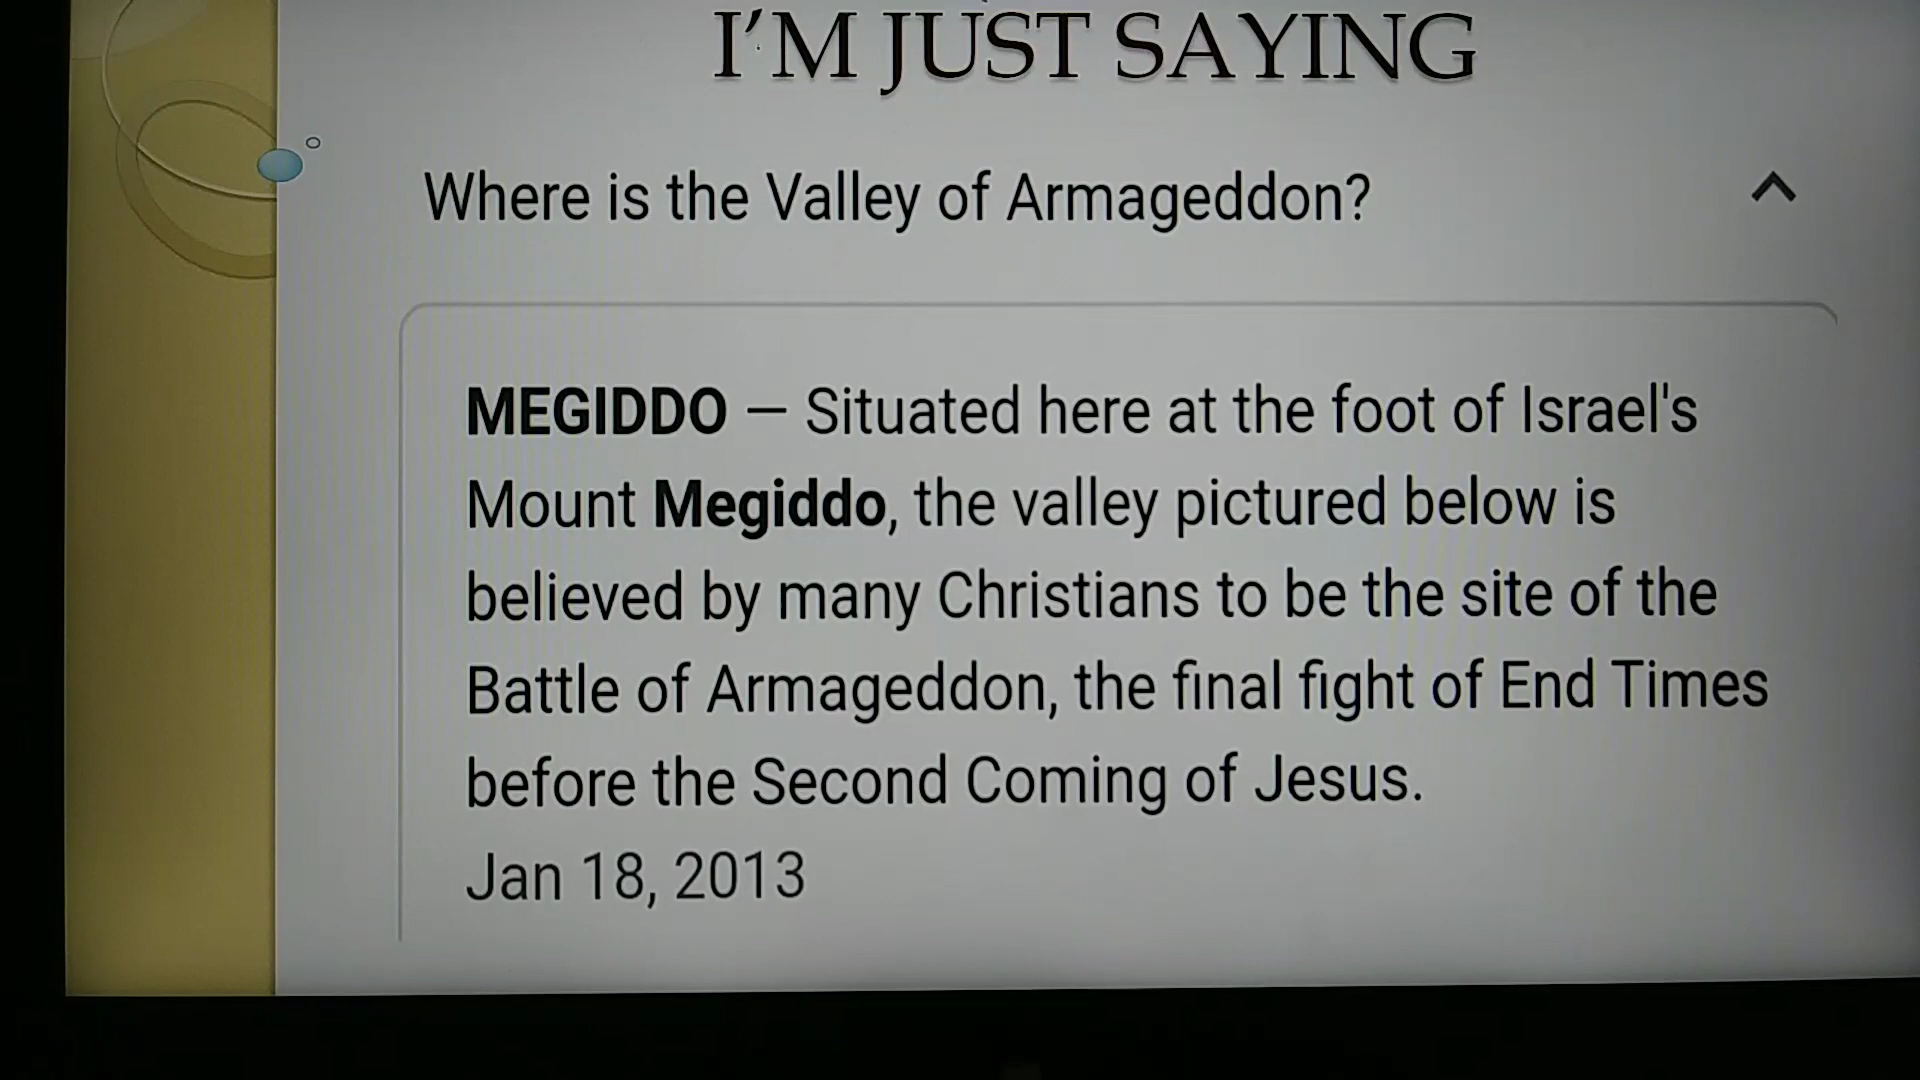 I'M JUST SAYING
Where is the Valley of Armageddon?
MEGIDDO — Situated here at the foot of Israel's
Mount Megiddo, the valley pictured below is
believed by many Christians to be the site of the
Battle of Armageddon, the final fight of End Times
before the Second Coming of Jesus.
Jan 18, 2013